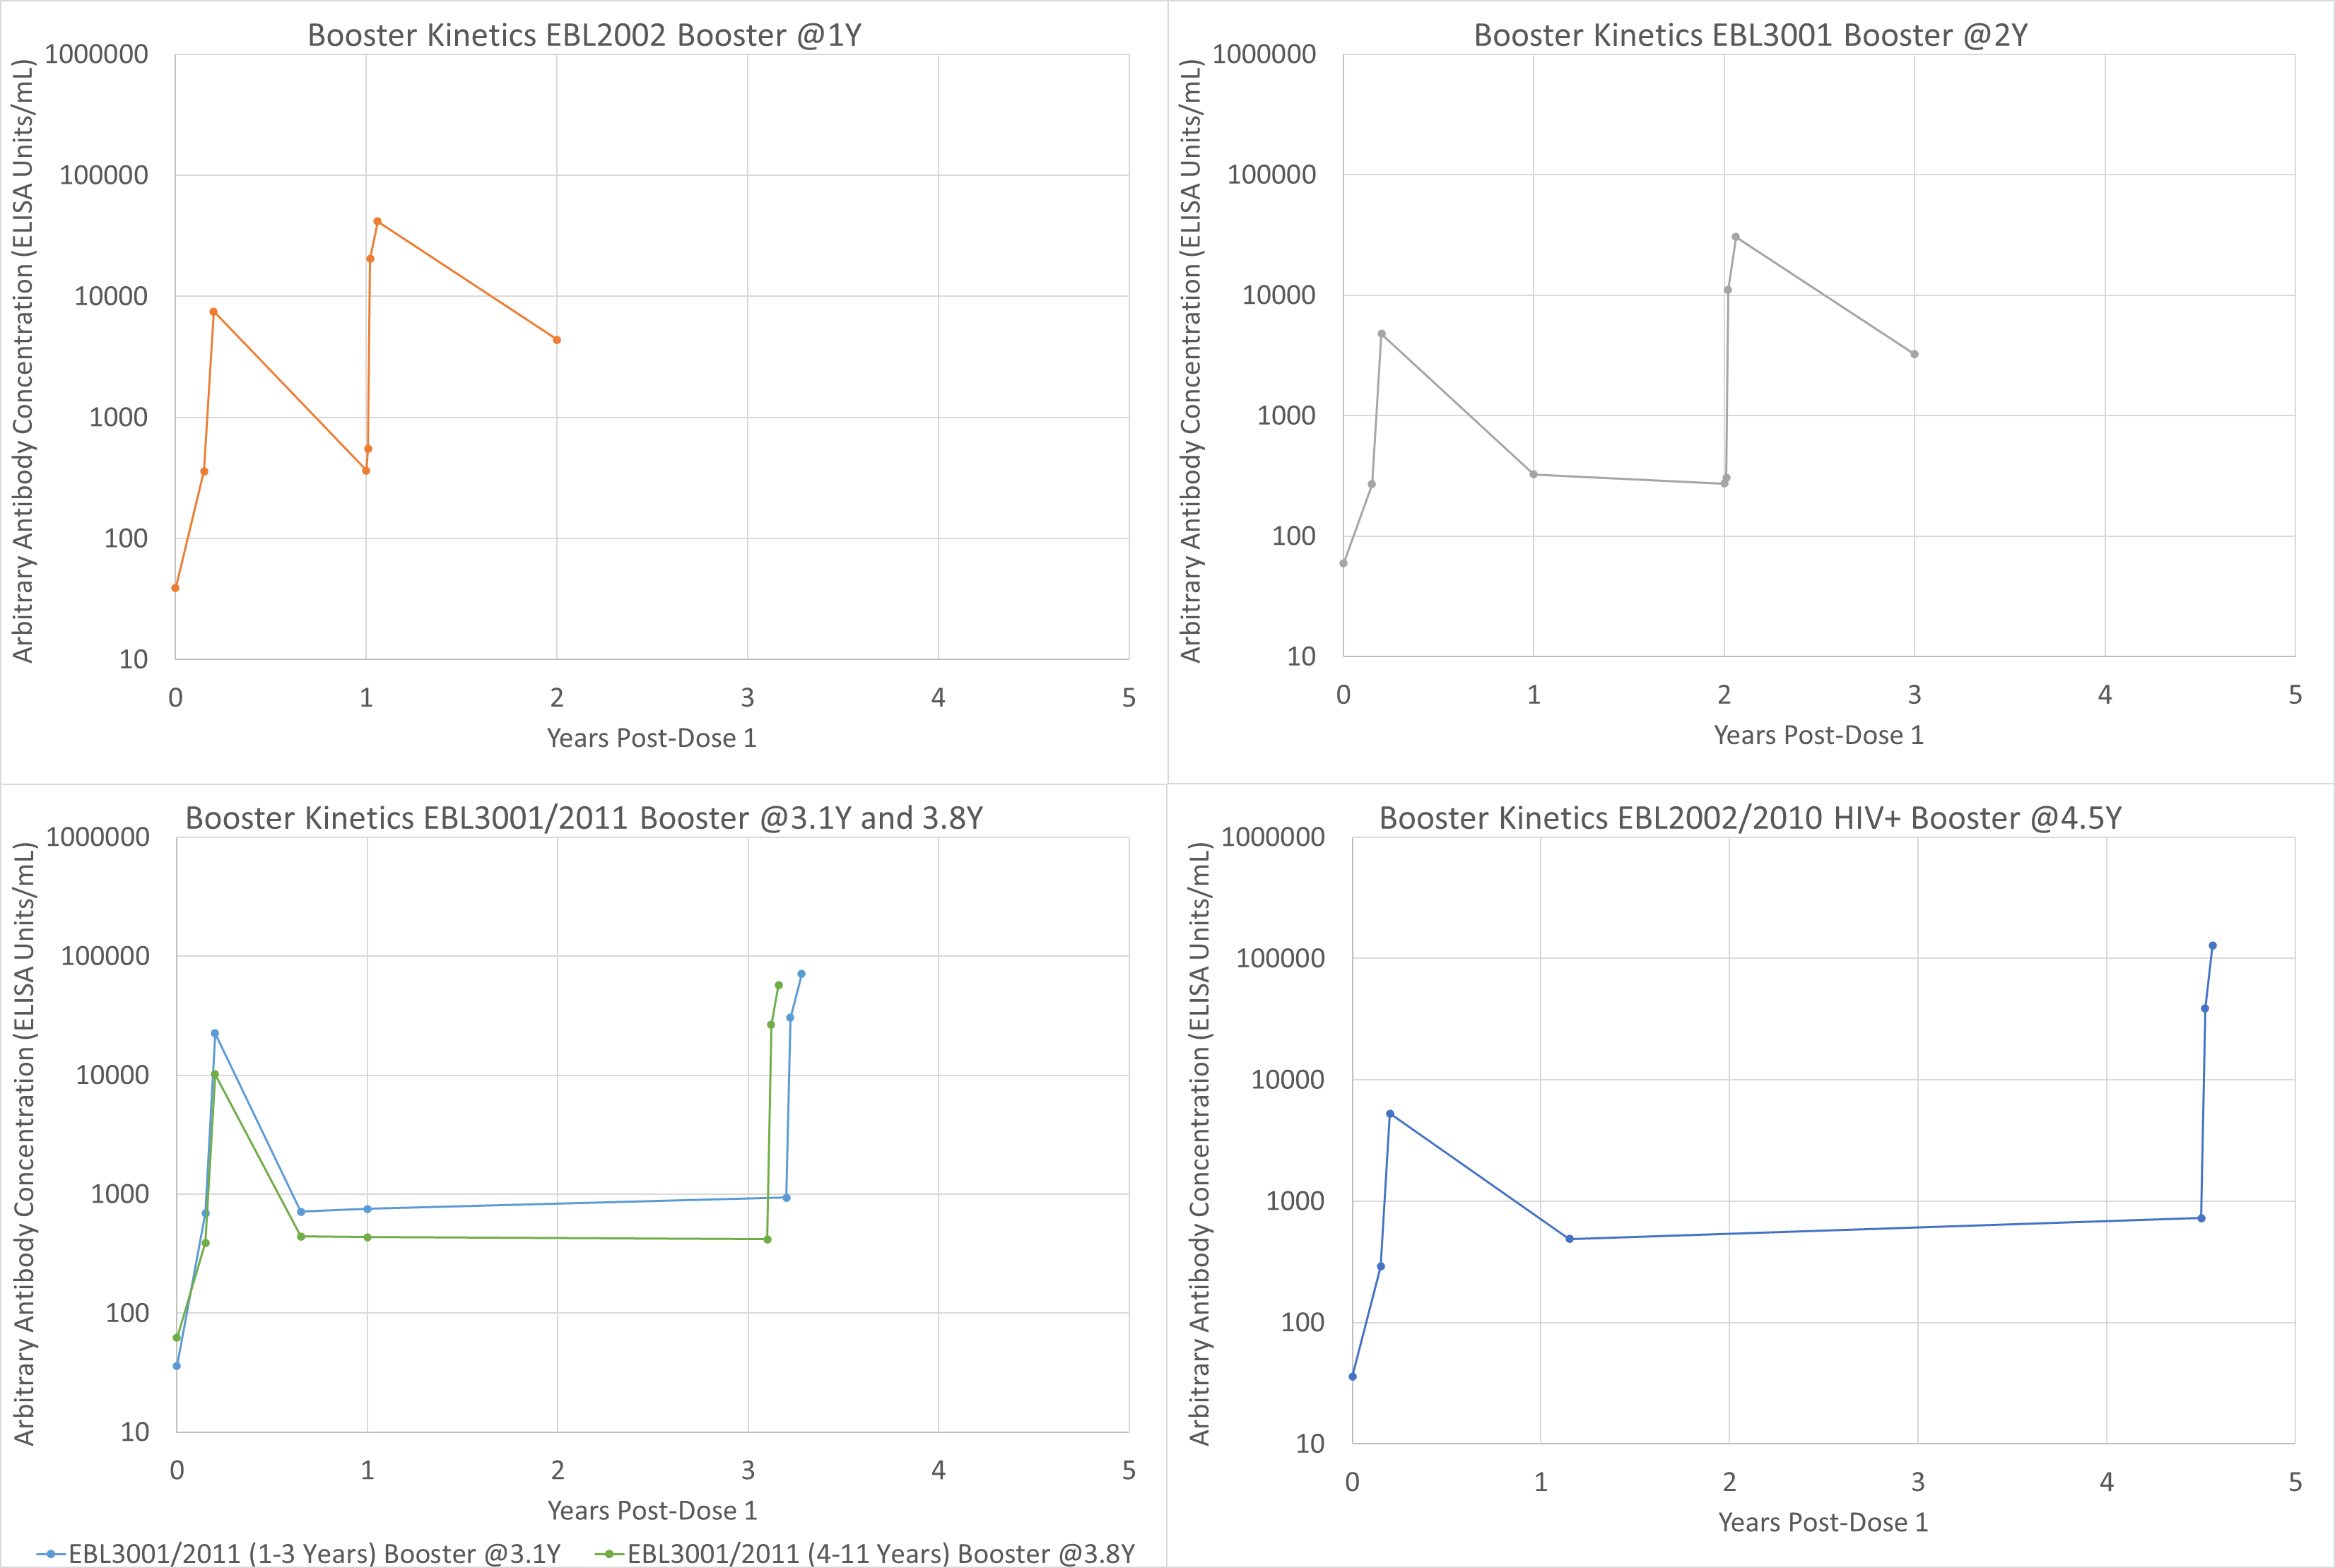 Booster Kinetics EBL2002 Booster @1Y
Arbitrary Antibody Concentration (ELISA Units/mL)
1000000
100000
10000
1000
100
10
0 1 2 3 4 5
Years Post-Dose 1
Booster Kinetics EBL3001 Booster @2Y
Arbitrary Antibody Concentration (ELISA Units/mL)
1000000
100000
10000
1000
100
10
0 1 2 3 4 5
Years Post-Dose 1
Booster Kinetics EBL3001/2011 Booster @3.1Y and 3.8Y
Arbitrary Antibody Concentration (ELISA Units/mL)
1000000
100000
10000
1000
100
10
0 1 2 3 4 5
Years Post-Dose 1
EBL3001/2011 (1-3 Years) Booster @3.1Y EBL3001/2011 (4-11 Years) Booster @3.8Y
Booster Kinetics EBL2002/2010 HIV+ Booster @4.5Y
Arbitrary Antibody Concentration (ELISA Units/mL)
1000000
100000
10000
1000
100
10
0 1 2 3 4 5
Years Post-Dose 1